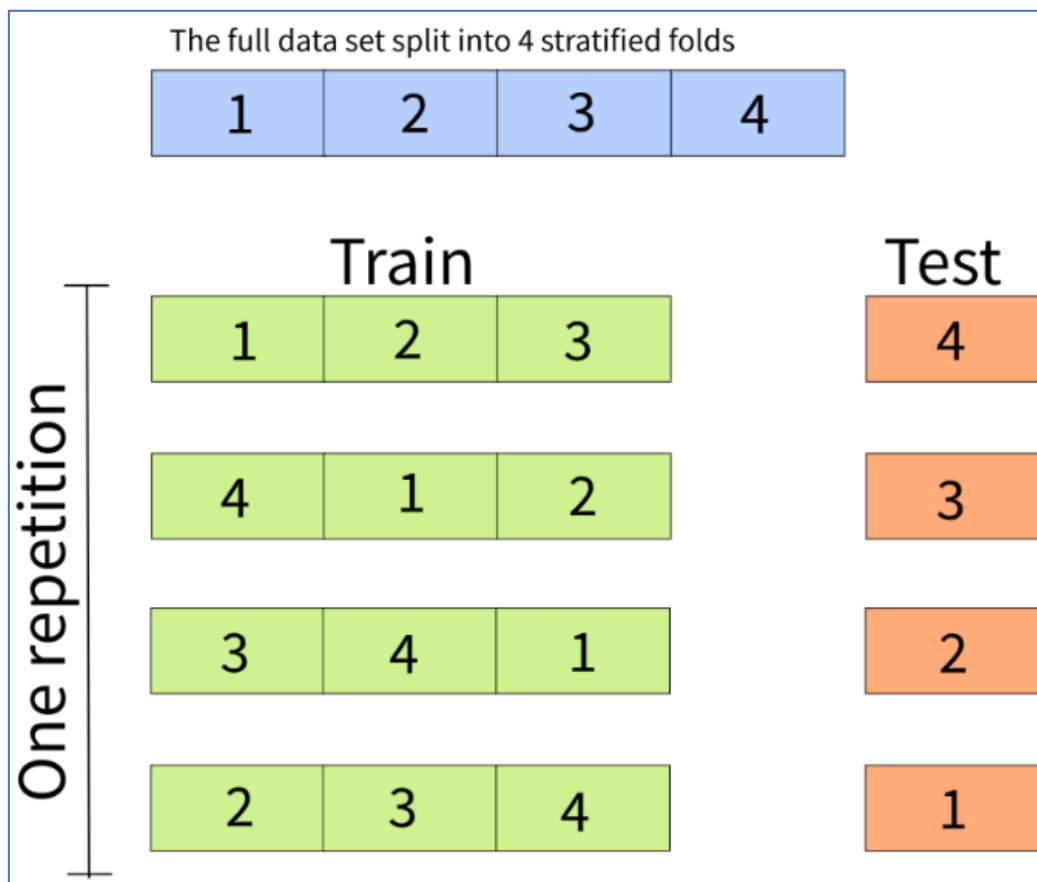 The full data set split into 4 stratified folds
1 2 3 4
Train Test
One repetition
1 2 3 4
4 1 2 3
3 4 1 2
2 3 4 1